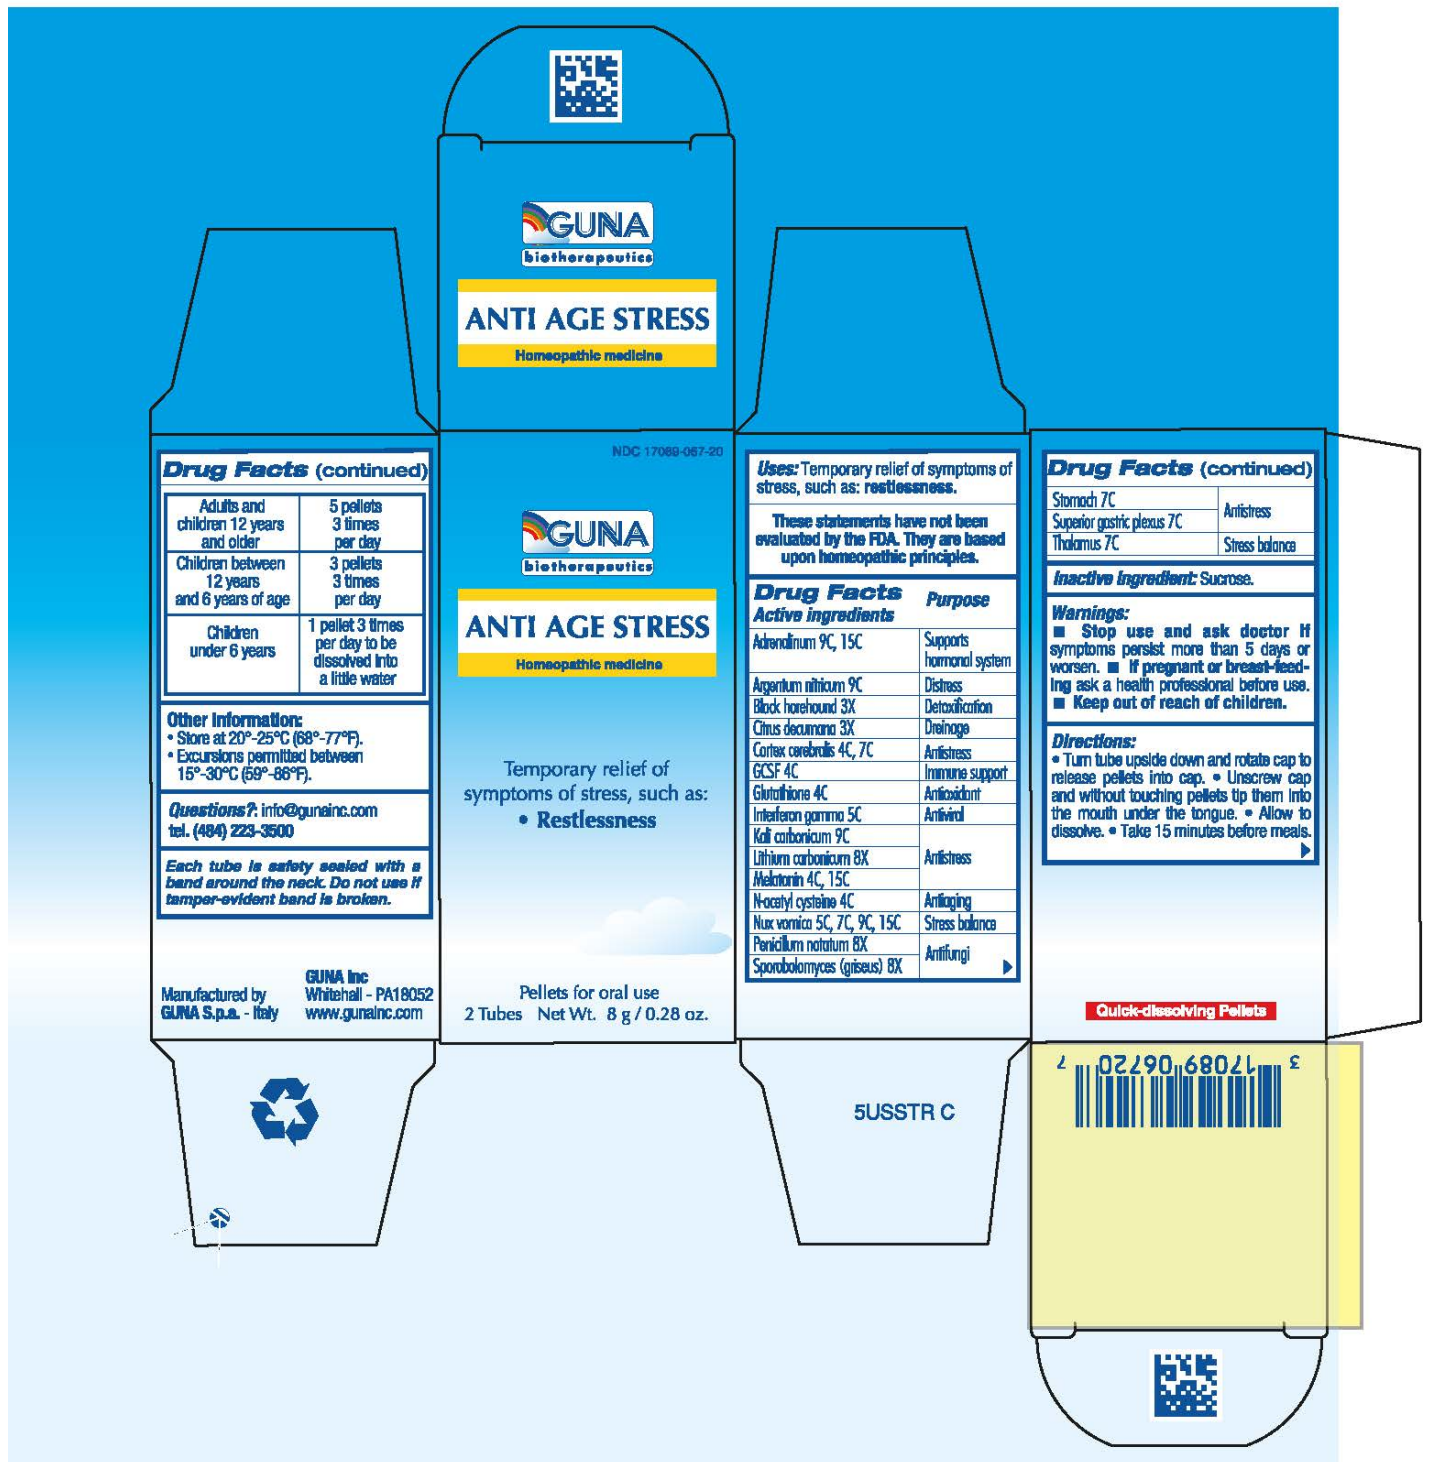 GUNA
biotherapeutics
ANTI AGE STRESS
Homeopathic medicine
Drug Facts (continued)
Adults and
children 12 years
and older
5 pellets
3 times
per day
Children between
12 years
and 6 years of age
3 pellets
3 times
per day
Children
under 6 years
1 pellet 3 times
per day to be
dissolved into
a little water
Other Information:
• Store at 20°-25°C (68°-77°F).
• Excursions permitted between
15°-30°C (59°-86°F).
Questions?: info@gunainc.com
tel. (484) 223-3500
Each tube is safety sealed with a
band around the neck. Do not use if
tamper-evident band is broken.
Manufactured by
GUNA S.p.a. - Italy
GUNA Inc
Whitehall - PA18052
www.gunainc.com
NDC 17089-067-20
GUNA
biotherapeutics
ANTI AGE STRESS
Homeopathic medicine
Temporary relief of
symptoms of stress, such as:
• Restlessness
Pellets for oral use
2 Tubes Net Wt. 8 g / 0.28 oz.
Uses: Temporary relief of symptoms of
stress, such as: restlessness.
These statements have not been
evaluated by the FDA. They are based
upon homeopathic principles.
Drug Facts
Active ingredients Purpose
Adrenalinum 9C, 15C Supports
hormonal system
Argentum nitricum 9C Distress
Black horehound 3X Detoxification
Citrus decumana 3X Dreinage
Cortex cerebralis 4C, 7C Antistress
GCSF 4C Immune support
Glutathione 4C Antioxidant
Interferon gamma 5C Antiviral
Kali carbonicum 9C
Lithium carbonicum 8X Antistress
Melatonin 4C, 15C
N-acetyl cysteine 4C Antiaging
Nux vomica 5C, 7C, 9C, 15C Stress balance
Penicillum notatum 8X
Antifungi
Sporobolomyces (griseus) 8X
Drug Facts (continued)
Stomach 7C
Antistress
Superior gastric plexus 7C
Thalamus 7C Stress balance
Inactive ingredient: Sucrose.
Warnings:
■ Stop use and ask doctor if
symptoms persist more than 5 days or
worsen. ■ If pregnant or breast-feed-
ing ask a health professional before use.
■ Keep out of reach of children.
Directions:
• Turn tube upside down and rotate cap to
release pellets into cap. • Unscrew cap
and without touching pellets tip them into
the mouth under the tongue. • Allow to
dissolve. • Take 15 minutes before meals.
Quick-dissolving Pellets
5USSTR C
3 17089 06720 7